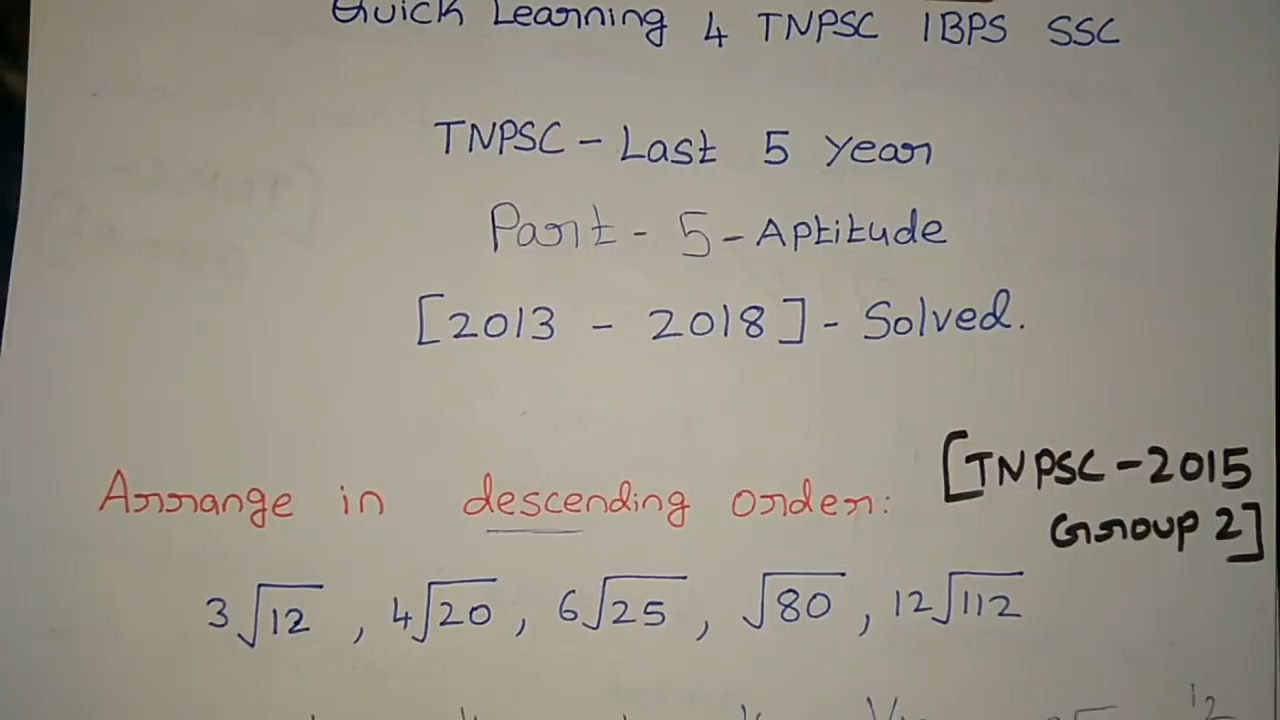 Quick Learning 4 TNPSC IBPS SSC
TNPSC - Last 5 Year
Part - 5 - Aptitude
[2013 - 2018] - Solved.
Arrange in descending order: [TNPSC - 2015
Group 2]
3√12 , 4√20 , 6√25 , √80 , 12√112
12